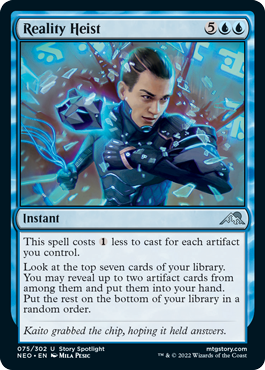 Reality Heist 5
Instant
This spell costs 1 less to cast for each artifact
you control.
Look at the top seven cards of your library.
You may reveal up to two artifact cards from
among them and put them into your hand.
Put the rest on the bottom of your library in a
random order.
Kaito grabbed the chip, hoping it held answers.
075/302 U Story Spotlight mtgstory.com
NEO • EN Mila Pesic ™ & © 2022 Wizards of the Coast